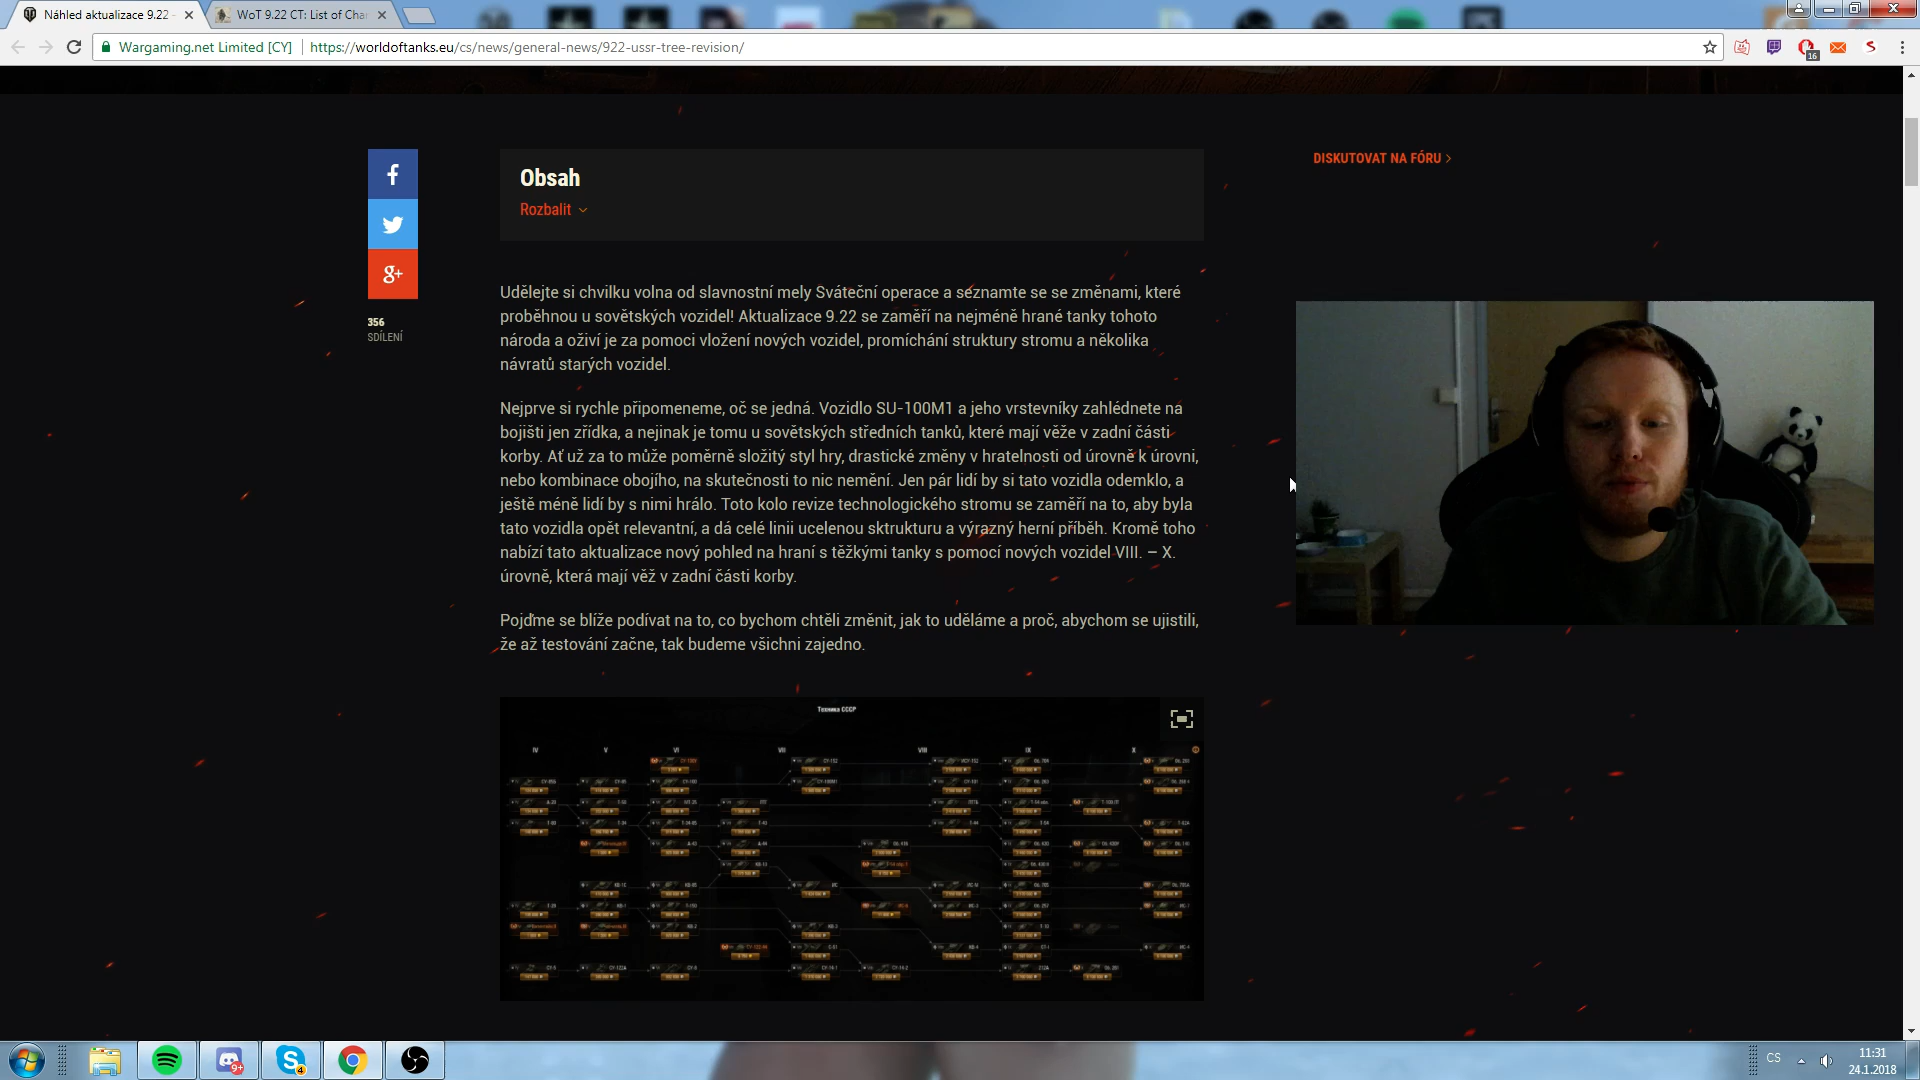 Náhled aktualizace 9.22 -
WoT 9.22 CT: List of Cha
Wargaming.net Limited [CY]
https://worldoftanks.eu/cs/news/general-news/922-ussr-tree-revision/
16
Obsah
Rozbalit
DISKUTOVAT NA FÓRU
356
SDÍLENÍ
Udělejte si chvilku volna od slavnostní mely Sváteční operace a seznamte se se změnami, které
proběhnou u sovětských vozidel! Aktualizace 9.22 se zaměří na nejméně hrané tanky tohoto
národa a oživí je za pomoci vložení nových vozidel, promíchání struktury stromu a několika
návratů starých vozidel.
Nejprve si rychle připomeneme, oč se jedná. Vozidlo SU-100M1 a jeho vrstevníky zahlédnete na
bojišti jen zřídka, a nejinak je tomu u sovětských středních tanků, které mají věže v zadní části
korby. Ať už za to může poměrně složitý styl hry, drastické změny v hratelnosti od úrovně k úrovni,
nebo kombinace obojího, na skutečnosti to nic nemění. Jen pár lidí by si tato vozidla odemklo, a
ještě méně lidí by s nimi hrálo. Toto kolo revize technologického stromu se zaměří na to, aby byla
tato vozidla opět relevantní, a dá celé linii ucelenou sktrukturu a výrazný herní příběh. Kromě toho
nabízí tato aktualizace nový pohled na hraní s těžkými tanky s pomocí nových vozidel VIII. – X.
úrovně, která mají věž v zadní části korby.
Pojďme se blíže podívat na to, co bychom chtěli změnit, jak to uděláme a proč, abychom se ujistili,
že až testování začne, tak budeme všichni zajedno.
Техника СССР
IV V VI VII VIII IX X
9+
4
CS
11:31
24.1.2018